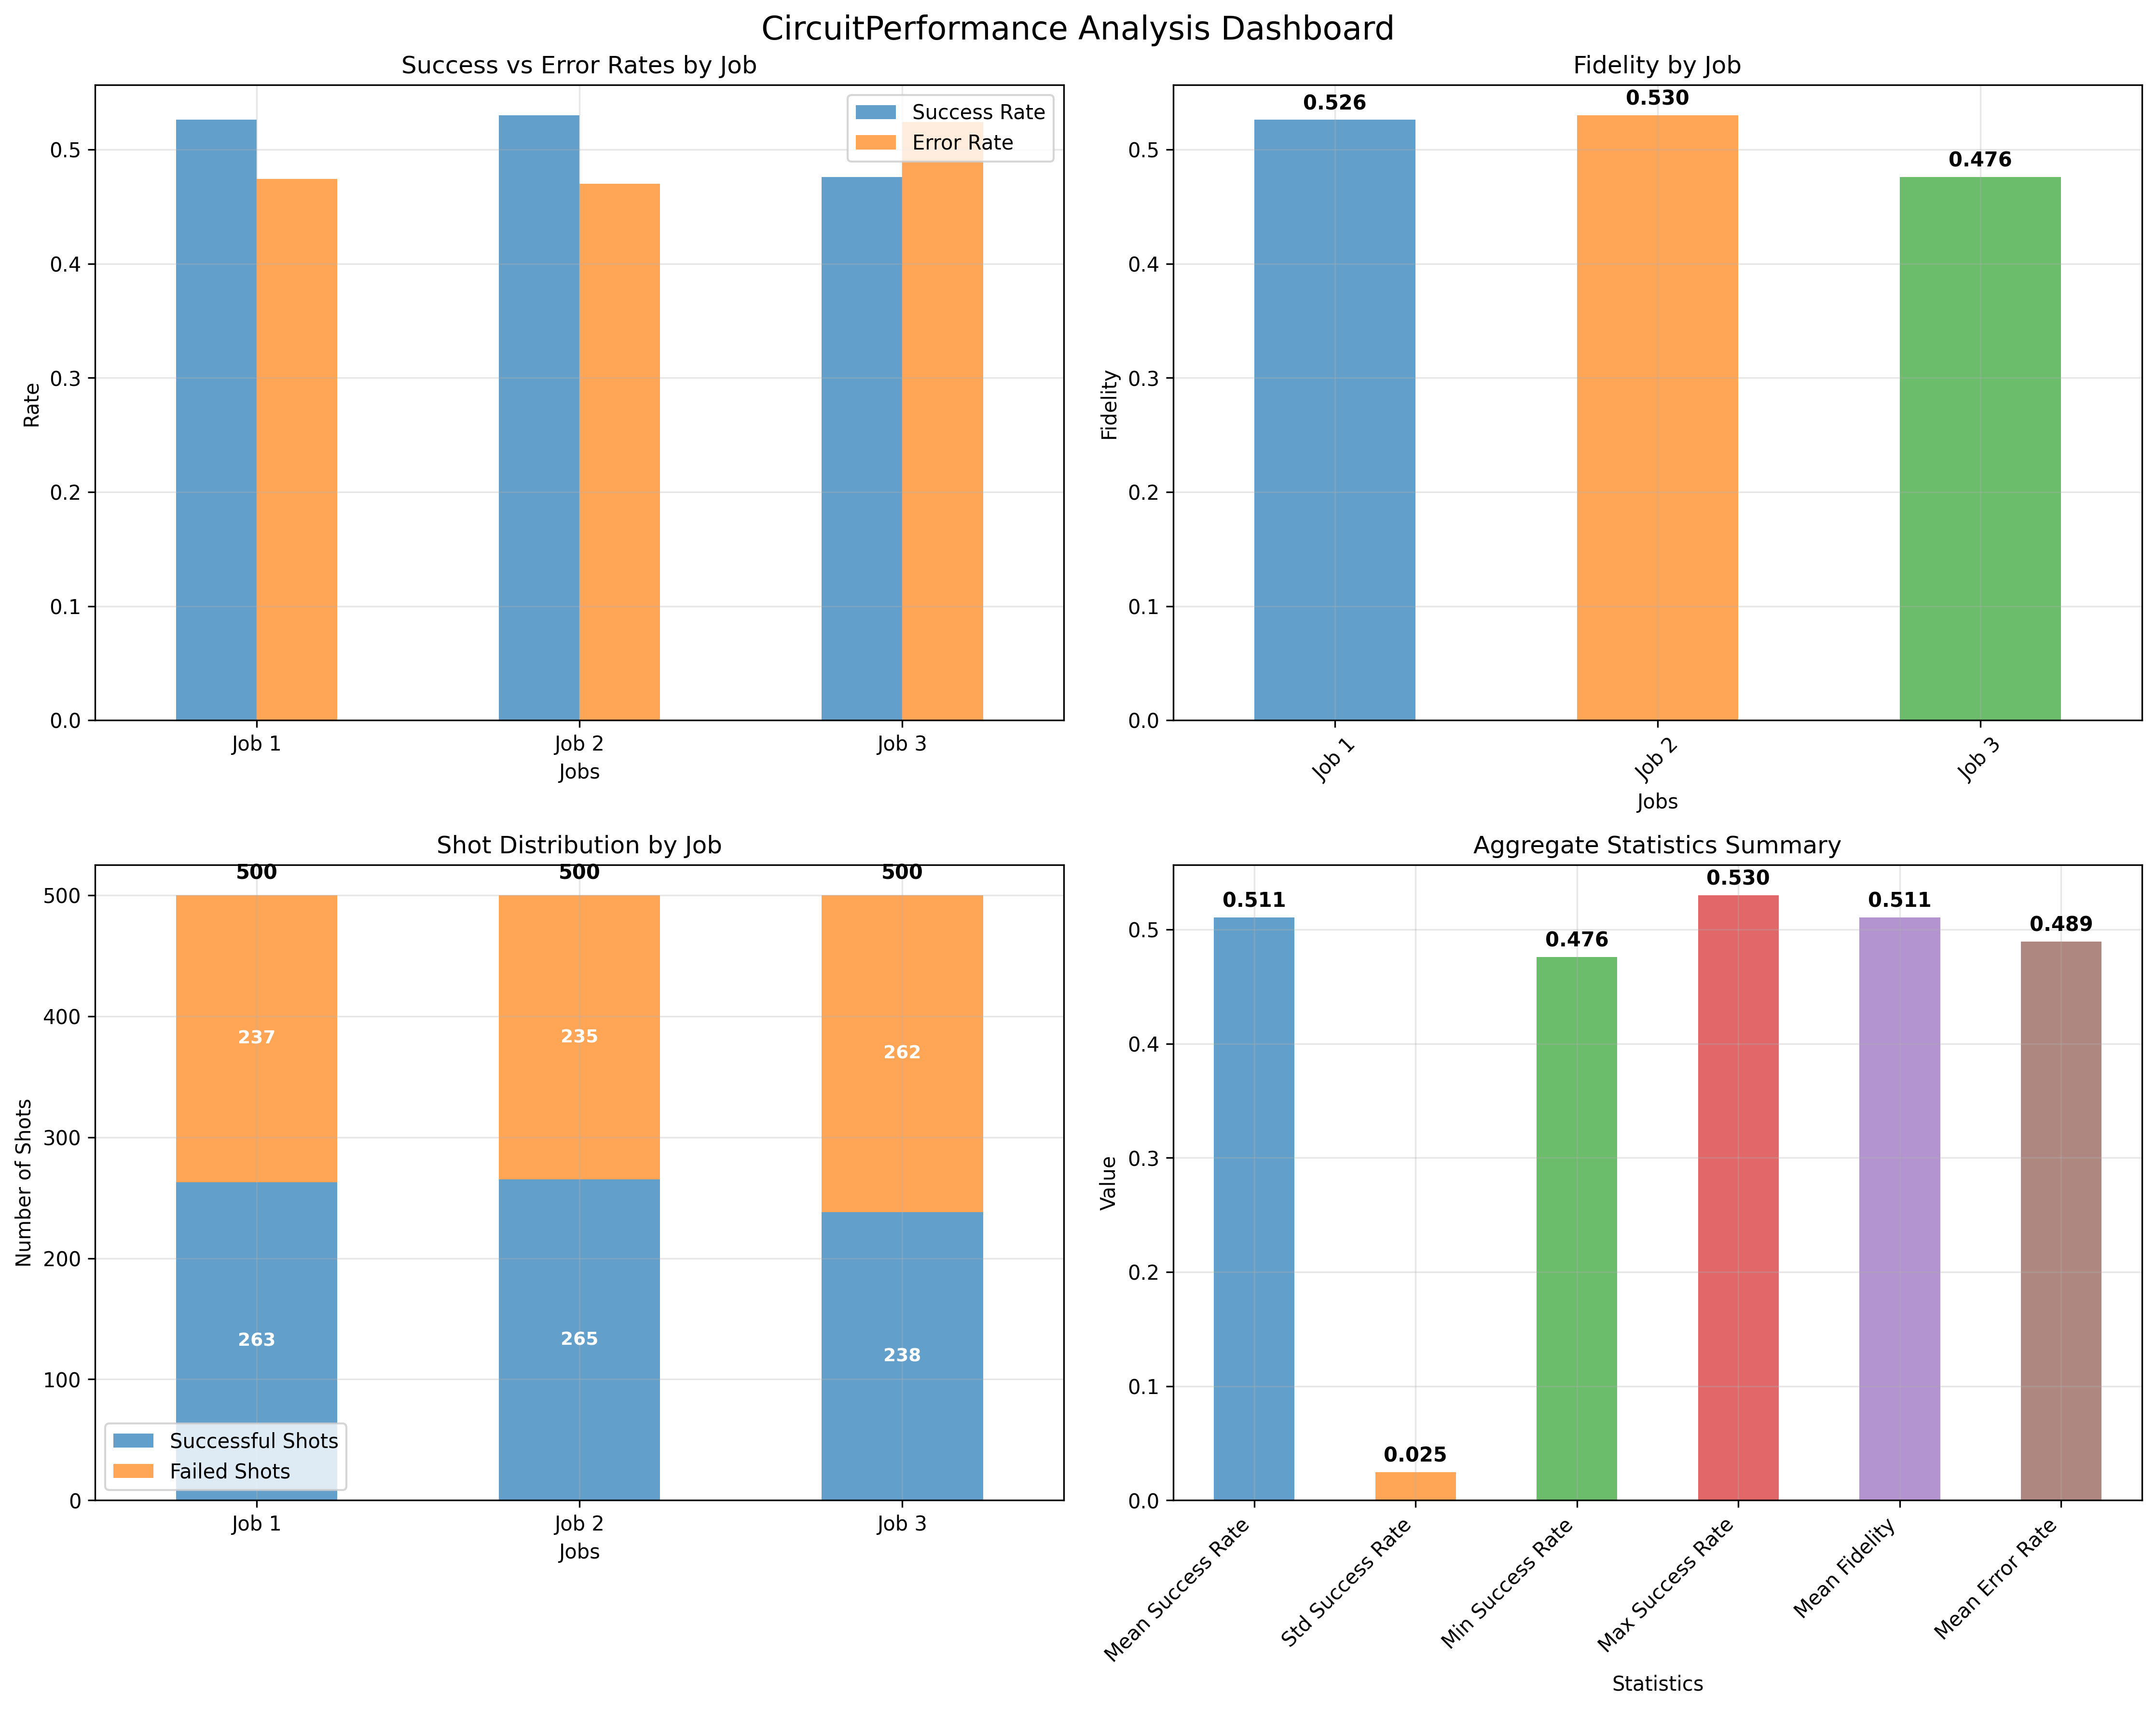 CircuitPerformance Analysis Dashboard
Success vs Error Rates by Job
Success Rate
Error Rate
0.5
0.4
0.3
0.2
0.1
0.0
Rate
Job 1
Job 2
Job 3
Jobs
Fidelity by Job
0.526
0.530
0.476
0.5
0.4
0.3
0.2
0.1
0.0
Fidelity
Job 1
Job 2
Job 3
Jobs
Shot Distribution by Job
500
500
500
500
400
300
200
100
0
Number of Shots
237
235
262
263
265
238
Successful Shots
Failed Shots
Job 1
Job 2
Job 3
Jobs
Aggregate Statistics Summary
0.511
0.025
0.476
0.530
0.511
0.489
0.5
0.4
0.3
0.2
0.1
0.0
Value
Mean Success Rate
Std Success Rate
Min Success Rate
Max Success Rate
Mean Fidelity
Mean Error Rate
Statistics